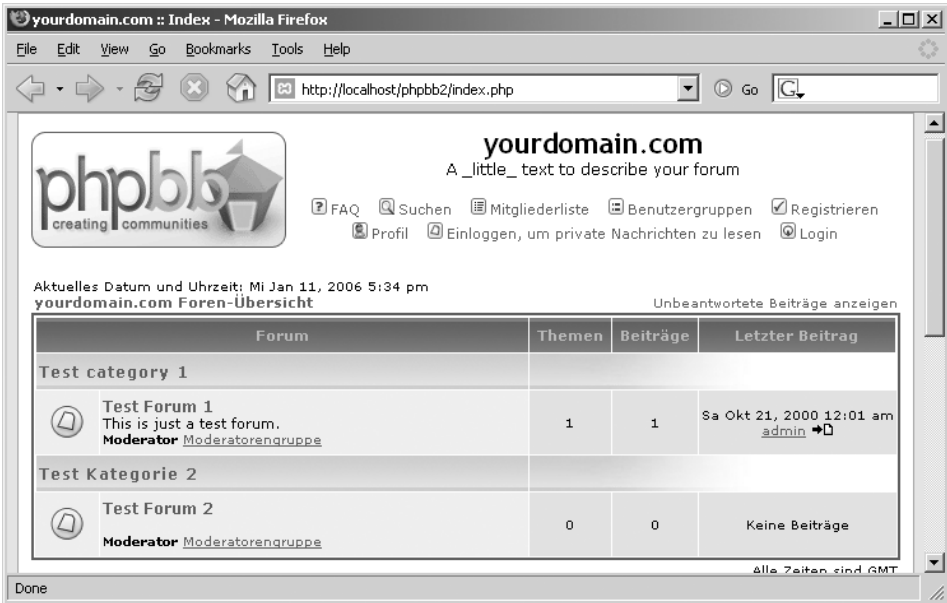 yourdomain.com :: Index - Mozilla Firefox
File Edit View Go Bookmarks Tools Help
http://localhost/phpbb2/index.php Go G
phpbb
creating communities
yourdomain.com
A _little_ text to describe your forum
FAQ Suchen Mitgliederliste Benutzergruppen Registrieren
Profil Einloggen, um private Nachrichten zu lesen Login
Aktuelles Datum und Uhrzeit: Mi Jan 11, 2006 5:34 pm
yourdomain.com Foren-Übersicht Unbeantwortete Beiträge anzeigen
Forum Themen Beiträge Letzter Beitrag
Test category 1
Test Forum 1
This is just a test forum.
Moderator Moderatorengruppe
1 1 Sa Okt 21, 2000 12:01 am
admin
Test Kategorie 2
Test Forum 2
Moderator Moderatorengruppe
0 0 Keine Beiträge
Alle Zeiten sind GMT
Done